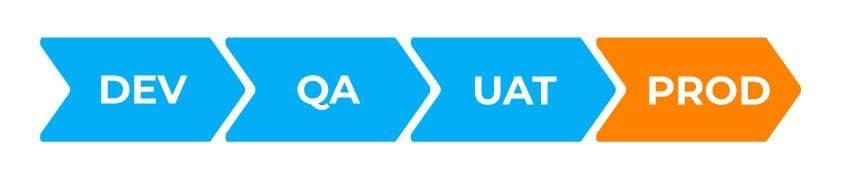 DEV QA UAT PROD